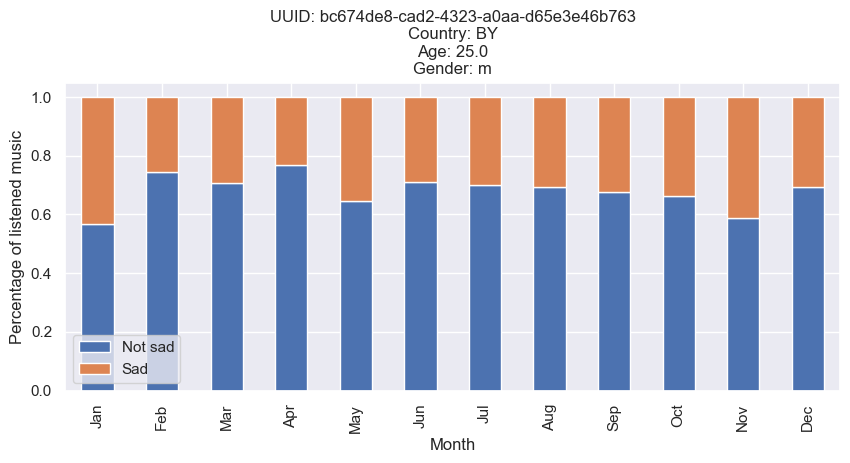 UUID: bc674de8-cad2-4323-a0aa-d65e3e46b763
Country: BY
Age: 25.0
Gender: m
Percentage of listened music
1.0
0.8
0.6
0.4
0.2
0.0
Not sad
Sad
Jan Feb Mar Apr May Jun Jul Aug Sep Oct Nov Dec
Month